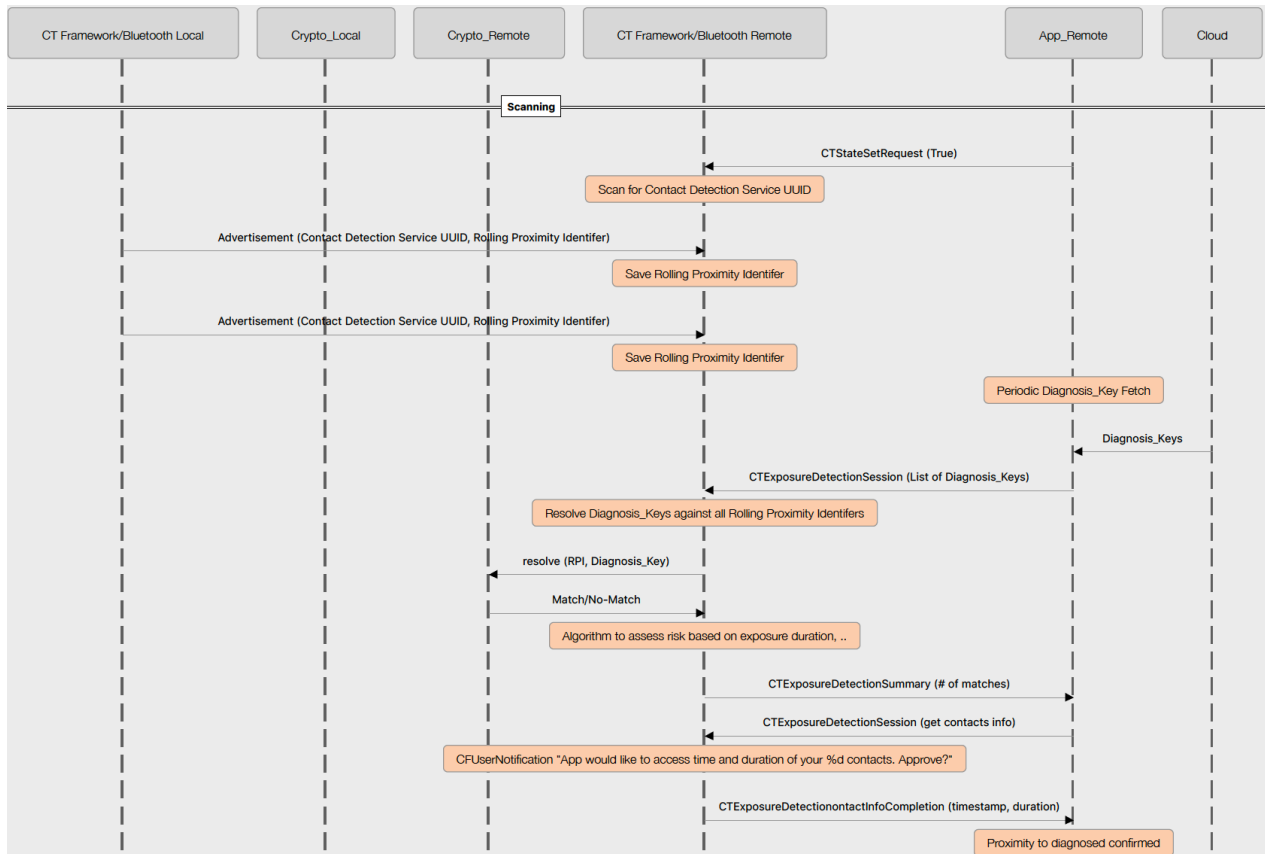 CT Framework/Bluetooth Local
Crypto_Local
Crypto_Remote
CT Framework/Bluetooth Remote
App_Remote
Cloud
Scanning
CTStateSetRequest (True)
Scan for Contact Detection Service UUID
Advertisement (Contact Detection Service UUID, Rolling Proximity Identifer)
Save Rolling Proximity Identifer
Advertisement (Contact Detection Service UUID, Rolling Proximity Identifer)
Save Rolling Proximity Identifer
Periodic Diagnosis_Key Fetch
Diagnosis_Keys
CTExposureDetectionSession (List of Diagnosis_Keys)
Resolve Diagnosis_Keys against all Rolling Proximity Identifers
resolve (RPI, Diagnosis_Key)
Match/No-Match
Algorithm to assess risk based on exposure duration, ..
CTExposureDetectionSummary (# of matches)
CTExposureDetectionSession (get contacts info)
CFUserNotification "App would like to access time and duration of your %d contacts. Approve?"
CTExposureDetectionontactInfoCompletion (timestamp, duration)
Proximity to diagnosed confirmed